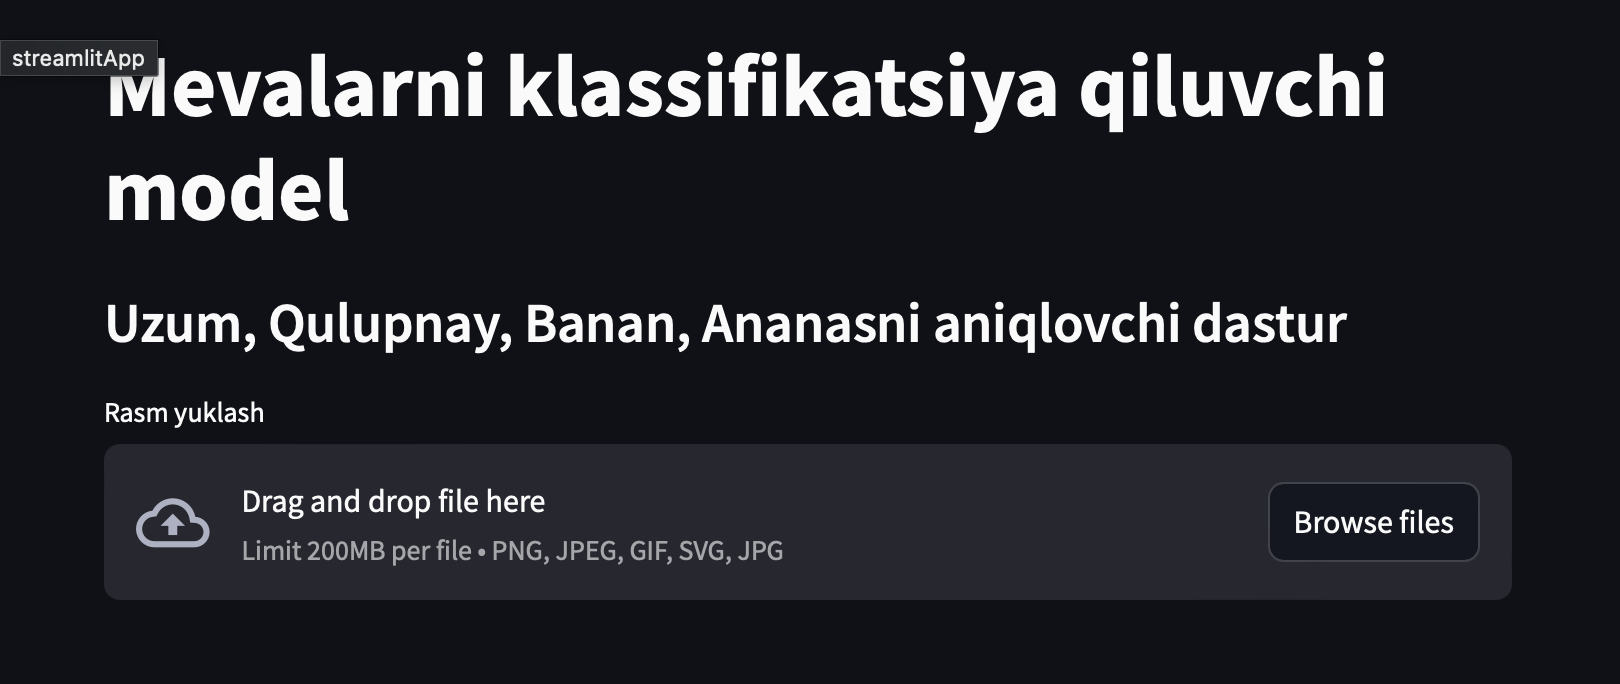 streamlitApp
Mevalarni klassifikatsiya qiluvchi
model
Uzum, Qulupnay, Banan, Ananasni aniqlovchi dastur
Rasm yuklash
Drag and drop file here
Limit 200MB per file • PNG, JPEG, GIF, SVG, JPG
Browse files